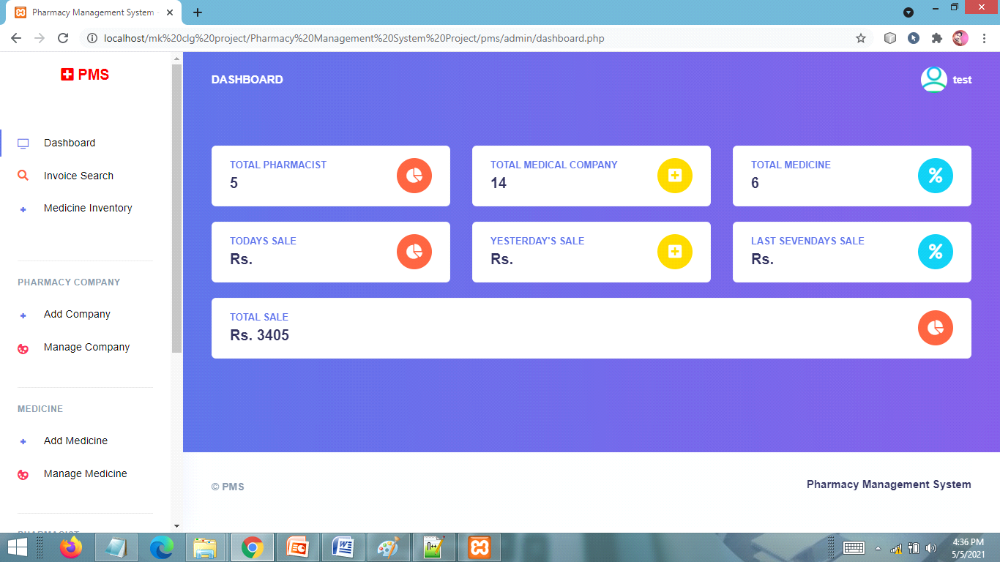 Pharmacy Management System
localhost/mk%20clg%20project/Pharmacy%20Management%20System%20Project/pms/admin/dashboard.php
PMS
DASHBOARD
test
Dashboard
Invoice Search
Medicine Inventory
PHARMACY COMPANY
Add Company
Manage Company
MEDICINE
Add Medicine
Manage Medicine
PHARMACIST
TOTAL PHARMACIST
5
TOTAL MEDICAL COMPANY
14
TOTAL MEDICINE
6
TODAYS SALE
Rs.
YESTERDAY'S SALE
Rs.
LAST SEVENDAYS SALE
Rs.
TOTAL SALE
Rs. 3405
© PMS
Pharmacy Management System
4:36 PM
5/5/2021